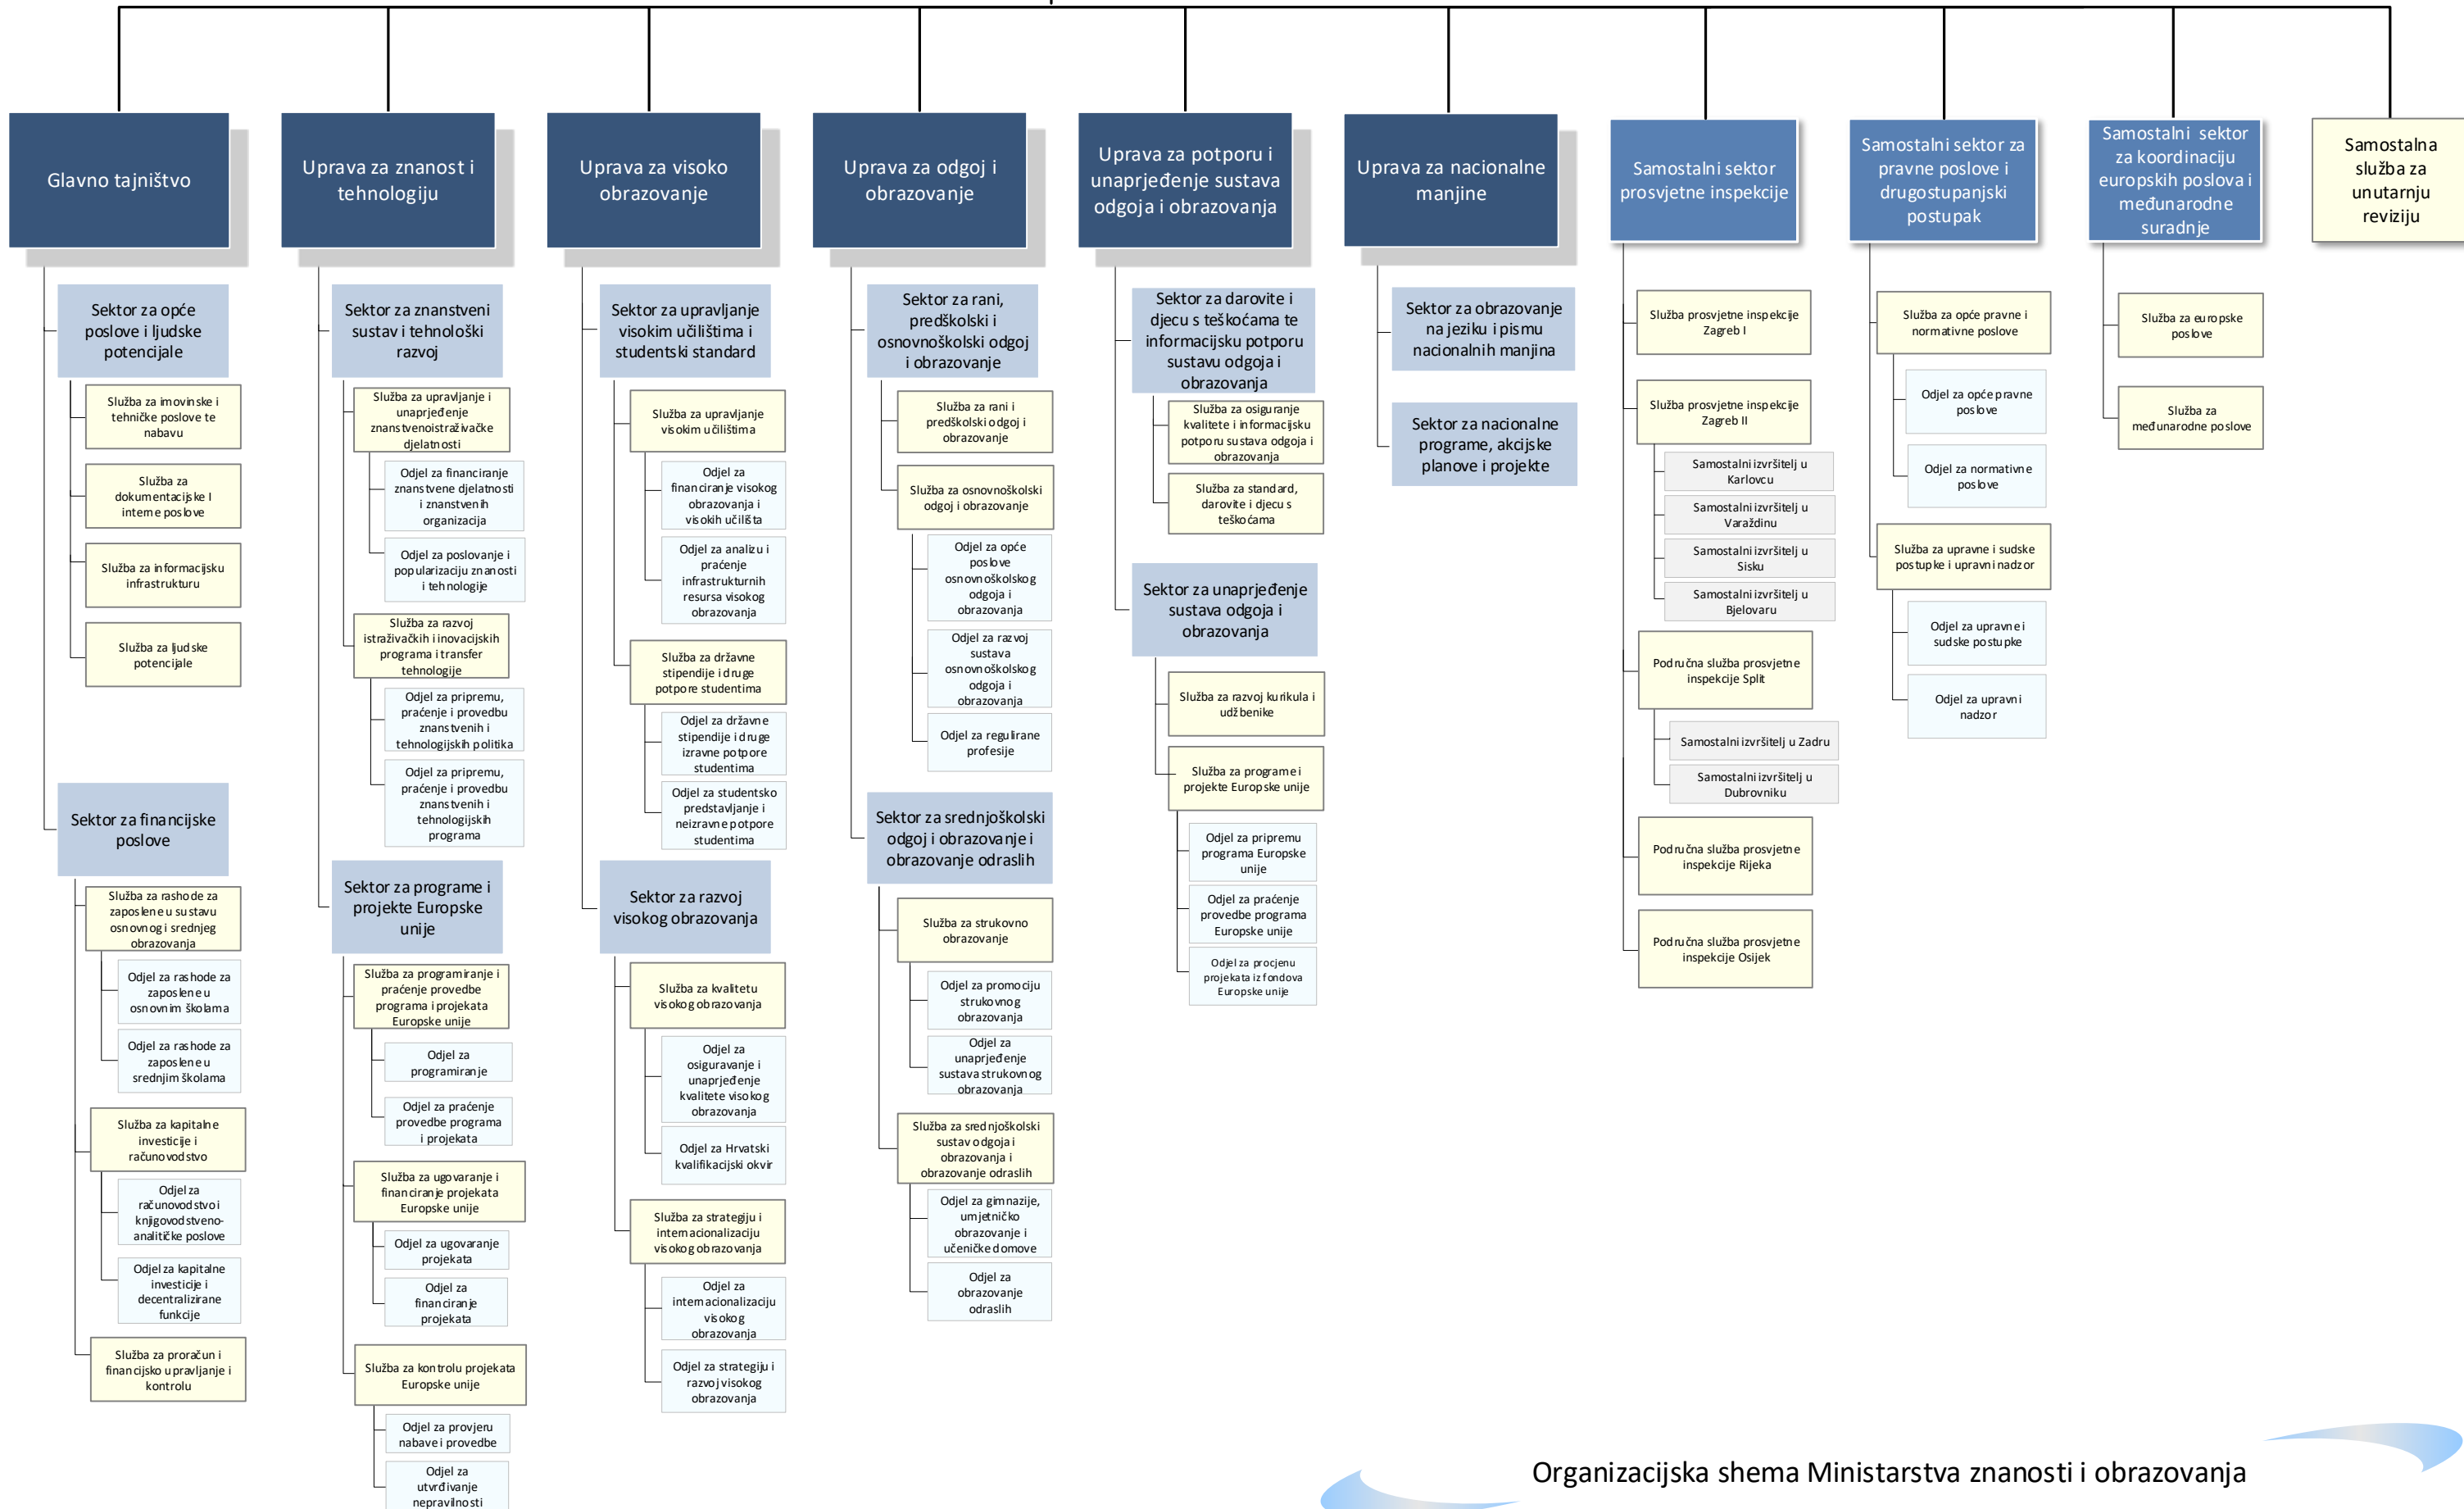 Glavno tajništvo
Sektor za opće
poslove i ljudske
potencijale
Služba za imovinske i
tehničke poslove te
nabavu
Služba za
dokumentacijske I
interne poslove
Služba za informacijsku
infrastrukturu
Služba za ljudske
potencijale
Sektor za financijske
poslove
Služba za rashode za
zaposlene u sustavu
osnovnog i srednjeg
obrazovanja
Odjel za rashode za
zaposlene u
osnovnim školama
Odjel za rashode za
zaposlene u
srednjim školama
Služba za kapitalne
investicije i
računovodstvo
Odjel za
računovodstvo i
knjigovodstveno-
analitičke poslove
Odjel za kapitalne
investicije i
decentralizirane
funkcije
Služba za proračun i
financijsko upravljanje i
kontrolu
Uprava za znanost i
tehnologiju
Sektor za znanstveni
sustav i tehnološki
razvoj
Služba za upravljanje i
unaprjeđenje
znanstvenoistraživačke
djelatnosti
Odjel za financiranje
znanstvene djelatnosti
i znanstvenih
organizacija
Odjel za poslovanje i
popularizaciju znanosti
i tehnologije
Služba za razvoj
istraživačkih i inovacijskih
programa i transfer
tehnologije
Odjel za pripremu,
praćenje i provedbu
znanstvenih i
tehnologijskih politika
Odjel za pripremu,
praćenje i provedbu
znanstvenih i
tehnologijskih
programa
Sektor za programe i
projekte Europske
unije
Služba za programiranje i
praćenje provedbe
programa i projekata
Europske unije
Odjel za
programiranje
Odjel za praćenje
provedbe programa
i projekata
Služba za ugovaranje i
financiranje projekata
Europske unije
Odjel za ugovaranje
projekata
Odjel za
financiranje
projekata
Služba za kontrolu projekata
Europske unije
Odjel za provjeru
nabave i provedbe
Odjel za
utvrđivanje
nepravilnosti
Uprava za visoko
obrazovanje
Sektor za upravljanje
visokim učilištima i
studentski standard
Služba za upravljanje
visokim učilištima
Odjel za
financiranje visokog
obrazovanja i
visokih učilišta
Odjel za analizu i
praćenje
infrastrukturnih
resursa visokog
obrazovanja
Služba za državne
stipendije i druge
potpore studentima
Odjel za državne
stipendije i druge
izravne potpore
studentima
Odjel za studentsko
predstavljanje i
neizravne potpore
studentima
Sektor za razvoj
visokog obrazovanja
Služba za kvalitetu
visokog obrazovanja
Odjel za
osiguravanje i
unaprjeđenje
kvalitete visokog
obrazovanja
Odjel za Hrvatski
kvalifikacijski okvir
Služba za strategiju i
internacionalizaciju
visokog obrazovanja
Odjel za
internacionalizaciju
visokog
obrazovanja
Odjel za strategiju i
razvoj visokog
obrazovanja
Uprava za odgoj i
obrazovanje
Sektor za rani,
predškolski i
osnovnoškolski odgoj
i obrazovanje
Služba za rani i
predškolski odgoj i
obrazovanje
Služba za osnovnoškolski
odgoj i obrazovanje
Odjel za opće
poslove
osnovnoškolskog
odgoja i
obrazovanja
Odjel za razvoj
sustava
osnovnoškolskog
odgoja i
obrazovanja
Odjel za regulirane
profesije
Sektor za srednjoškolski
odgoj i obrazovanje i
obrazovanje odraslih
Služba za strukovno
obrazovanje
Odjel za promociju
strukovnog
obrazovanja
Odjel za
unaprjeđenje
sustava strukovnog
obrazovanja
Služba za srednjoškolski
sustav odgoja i
obrazovanja i
obrazovanje odraslih
Odjel za gimnazije,
umjetničko
obrazovanje i
učeničke domove
Odjel za
obrazovanje
odraslih
Uprava za potporu i
unaprjeđenje sustava
odgoja i obrazovanja
Sektor za darovite i
djecu s teškoćama te
informacijsku potporu
sustavu odgoja i
obrazovanja
Služba za osiguranje
kvalitete i informacijsku
potporu sustava odgoja i
obrazovanja
Služba za standard,
darovite i djecu s
teškoćama
Sektor za unaprjeđenje
sustava odgoja i
obrazovanja
Služba za razvoj kurikula i
udžbenike
Služba za programe i
projekte Europske unije
Odjel za pripremu
programa Europske
unije
Odjel za praćenje
provedbe programa
Europske unije
Odjel za procjenu
projekata iz fondova
Europske unije
Uprava za nacionalne
manjine
Sektor za obrazovanje
na jeziku i pismu
nacionalnih manjina
Sektor za nacionalne
programe, akcijske
planove i projekte
Samostalni sektor
prosvjetne inspekcije
Služba prosvjetne inspekcije
Zagreb I
Služba prosvjetne inspekcije
Zagreb II
Samostalni izvršitelj u
Karlovcu
Samostalni izvršitelj u
Varaždinu
Samostalni izvršitelj u
Sisku
Samostalni izvršitelj u
Bjelovaru
Područna služba prosvjetne
inspekcije Split
Samostalni izvršitelj u Zadru
Samostalni izvršitelj u
Dubrovniku
Područna služba prosvjetne
inspekcije Rijeka
Područna služba prosvjetne
inspekcije Osijek
Samostalni sektor za
pravne poslove i
drugostupanjski
postupak
Služba za opće pravne i
normativne poslove
Odjel za opće pravne
poslove
Odjel za normativne
poslove
Služba za upravne i sudske
postupke i upravni nadzor
Odjel za upravne i
sudske postupke
Odjel za upravni
nadzor
Samostalni sektor
za koordinaciju
europskih poslova i
međunarodne
suradnje
Služba za europske
poslove
Služba za
međunarodne poslove
Samostalna
služba za
unutarnju
reviziju
Organizacijska shema Ministarstva znanosti i obrazovanja